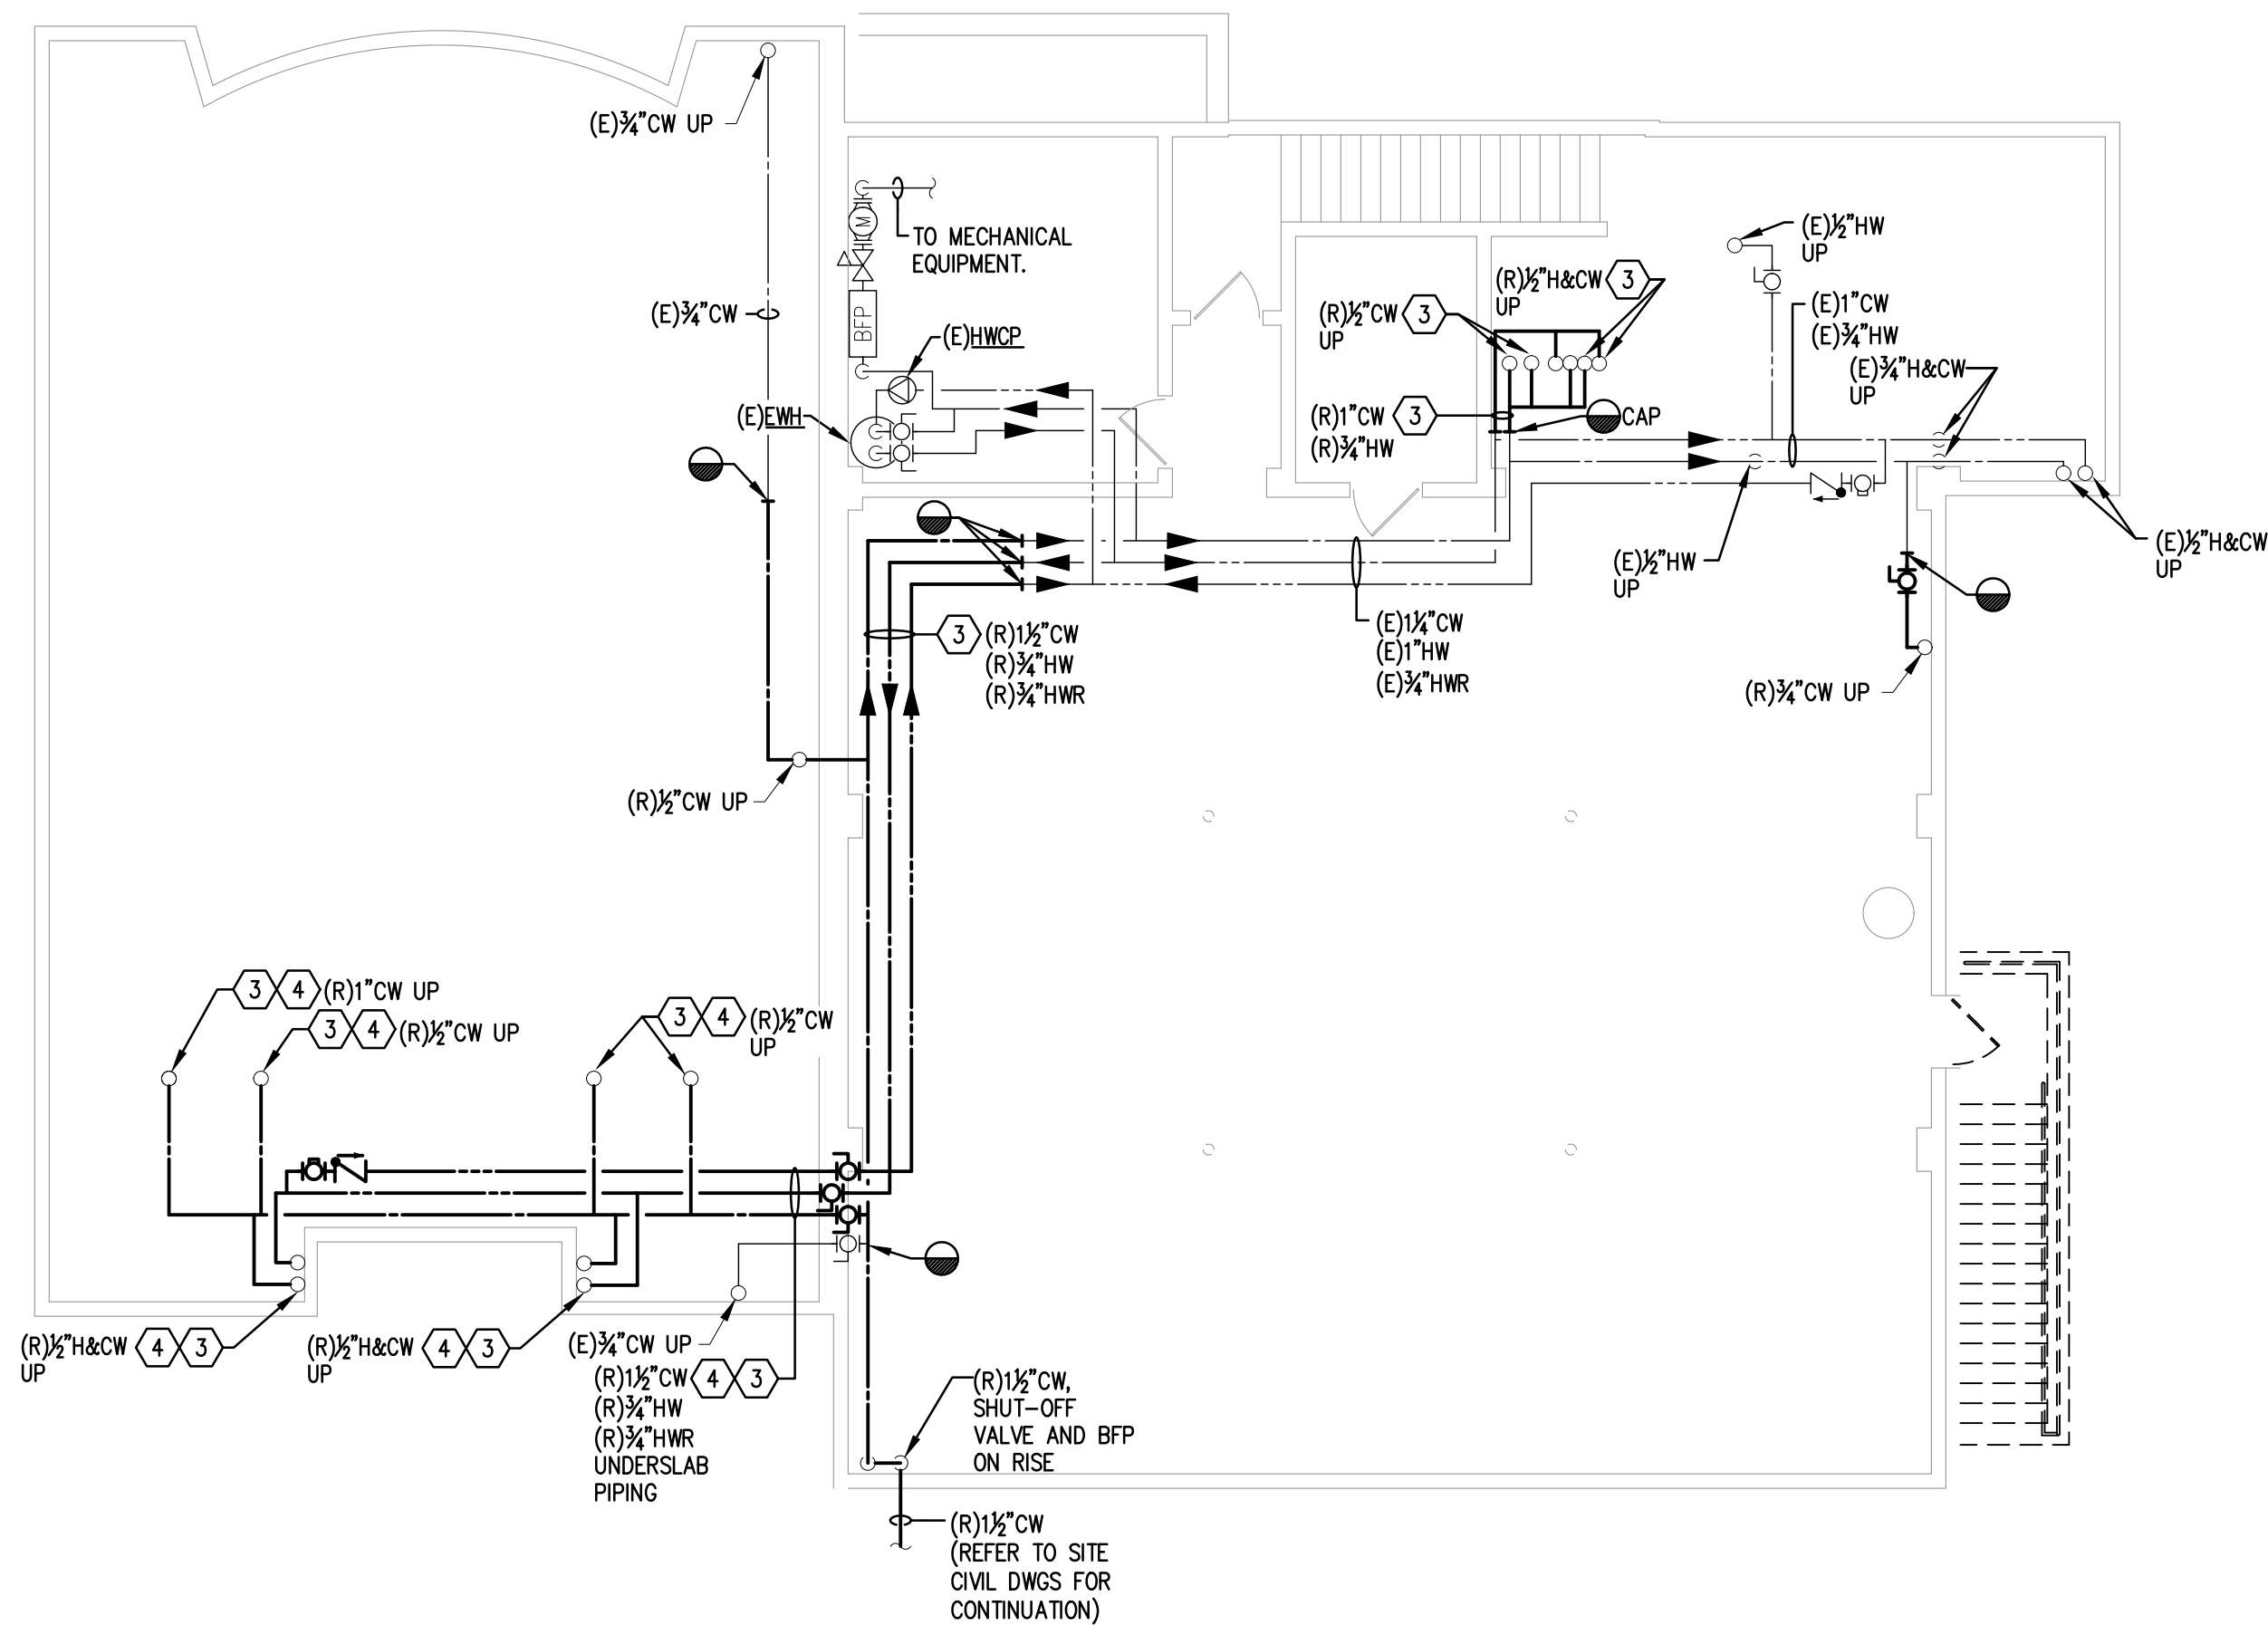 (E)¾"CW UP
M
TO MECHANICAL
EQUIPMENT.
BFP
(E)¾"CW
(E)HWCP
(E)EWH
(R)½"CW
UP
3
(R)½"H&CW
UP
3
(R)1"CW
(R)¾"HW
3
CAP
(E)½"HW
UP
(E)1"CW
(E)¾"HW
(E)¾"H&CW
UP
(E)½"HW
UP
(E)½"H&CW
UP
3
(R)1½"CW
(R)¾"HW
(R)¾"HWR
(E)1¼"CW
(E)1"HW
(E)¾"HWR
(R)¾"CW UP
(R)½"CW UP
3 4 (R)1"CW UP
3 4 (R)½"CW UP
3 4 (R)½"CW
UP
(R)½"H&CW 4 3
UP
(R)½"H&CW 4 3
UP
(E)¾"CW UP
(R)1½"CW 4 3
(R)¾"HW
(R)¾"HWR
UNDERSLAB
PIPING
(R)1½"CW,
SHUT-OFF
VALVE AND BFP
ON RISE
(R)1½"CW
(REFER TO SITE
CIVIL DWGS FOR
CONTINUATION)